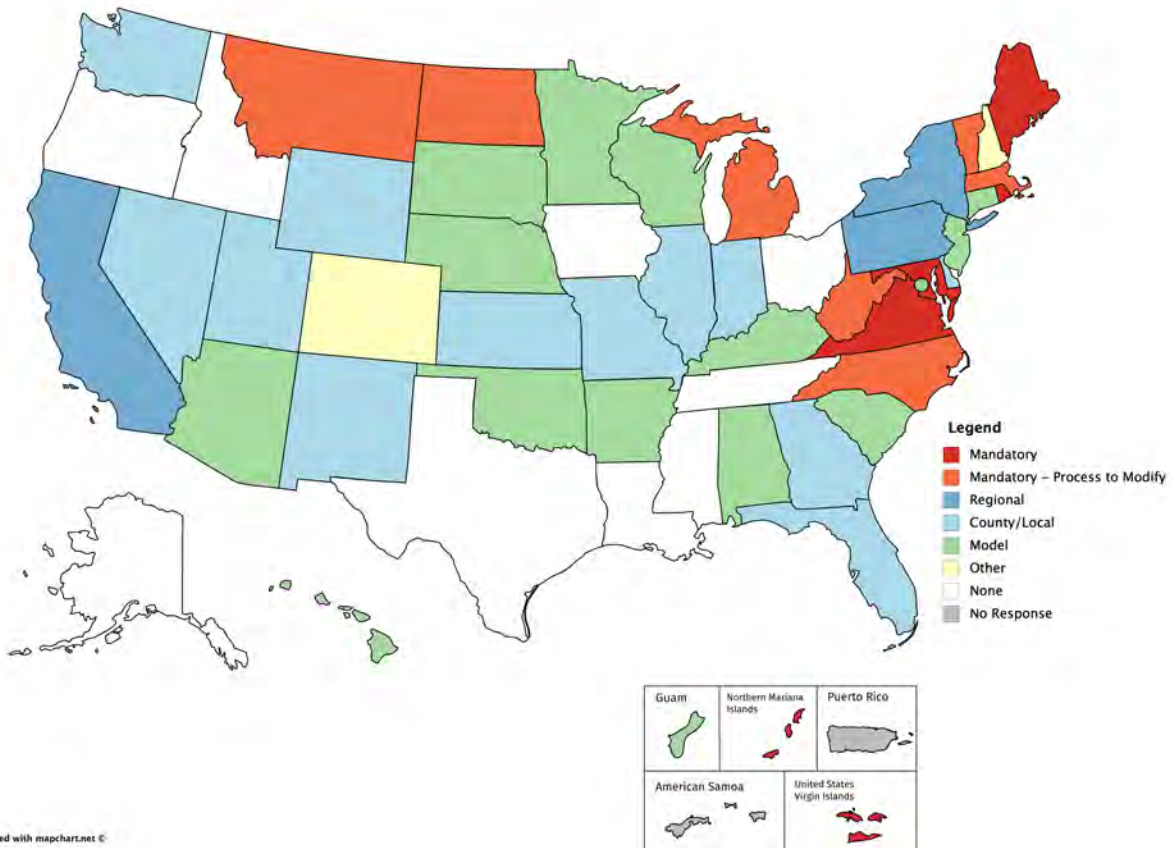 Legend
Mandatory
Mandatory – Process to Modify
Regional
County/Local
Model
Other
None
No Response
Guam
Northern Mariana
Islands
Puerto Rico
American Samoa
United States
Virgin Islands
ed with mapchart.net ©